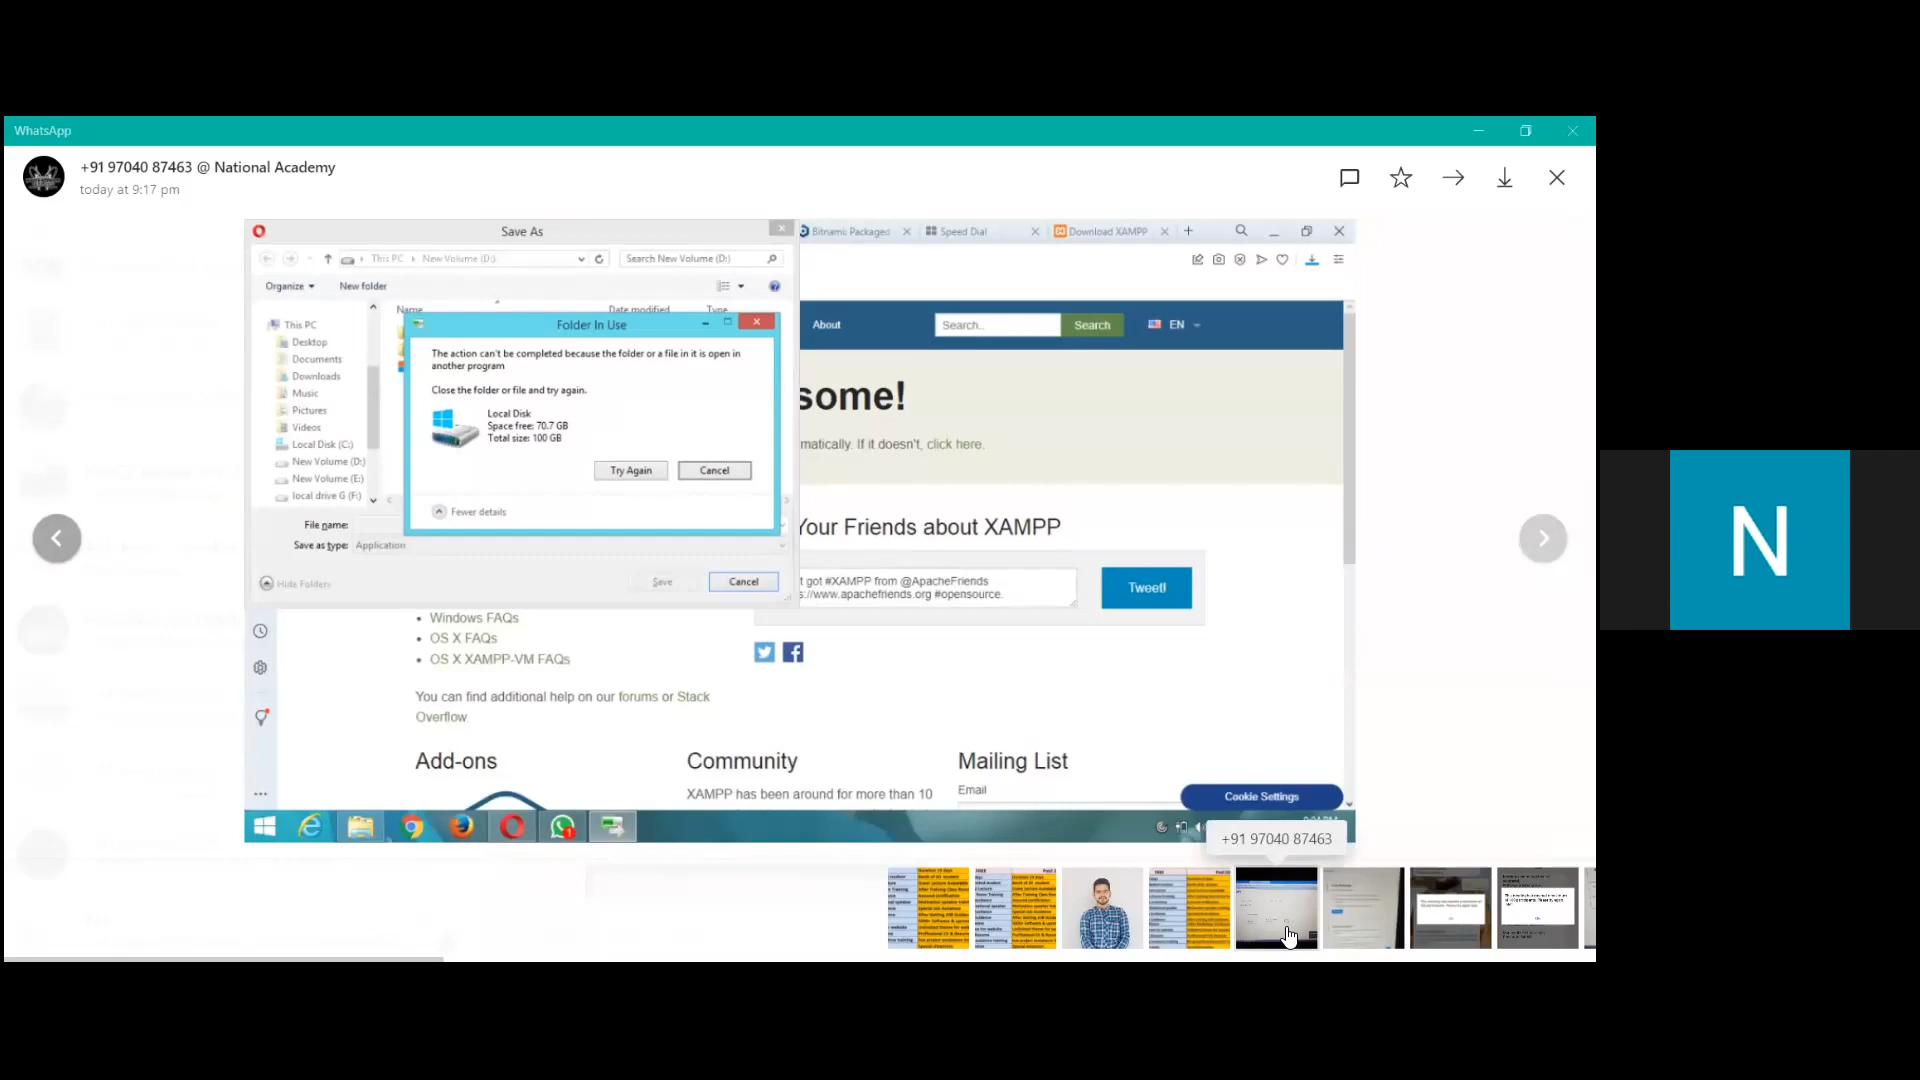 WhatsApp
+91 97040 87463 @ National Academy
today at 9:17 pm
Save As
Bitnami Packaged
Speed Dial
Download XAMPP
This PC
New Volume (D:)
Search New Volume (D:)
Organize
New folder
Name
Date modified
Type
This PC
Desktop
Documents
Downloads
Music
Pictures
Videos
Local Disk (C:)
New Volume (D:)
New Volume (E:)
local drive G (F:)
Folder In Use
The action can't be completed because the folder or a file in it is open in
another program
Close the folder or file and try again.
Local Disk
Space free: 70.7 GB
Total size: 100 GB
Try Again
Cancel
Fewer details
File name:
Save as type: Application
Hide Folders
Save
Cancel
About
Search...
Search
EN
some!
matically. If it doesn't, click here.
Your Friends about XAMPP
t got #XAMPP from @ApacheFriends
s://www.apachefriends.org #opensource.
Tweet!
Windows FAQs
OS X FAQs
OS X XAMPP-VM FAQs
You can find additional help on our forums or Stack
Overflow
Add-ons
Community
Mailing List
XAMPP has been around for more than 10
Email
Cookie Settings
+91 97040 87463
N